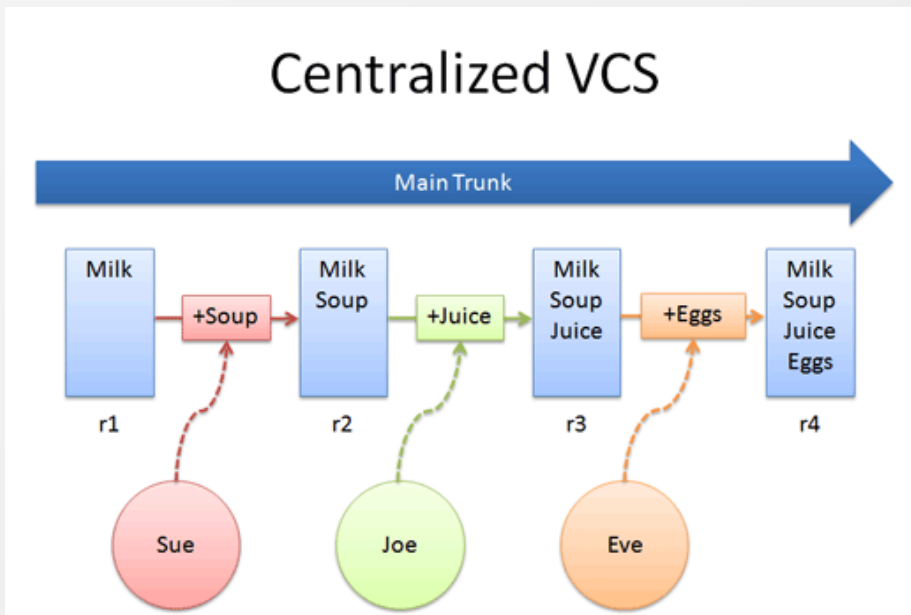 Centralized VCS
Main Trunk
Milk
+Soup
Milk
Soup
+Juice
Milk
Soup
Juice
+Eggs
Milk
Soup
Juice
Eggs
r1
r2
r3
r4
Sue
Joe
Eve